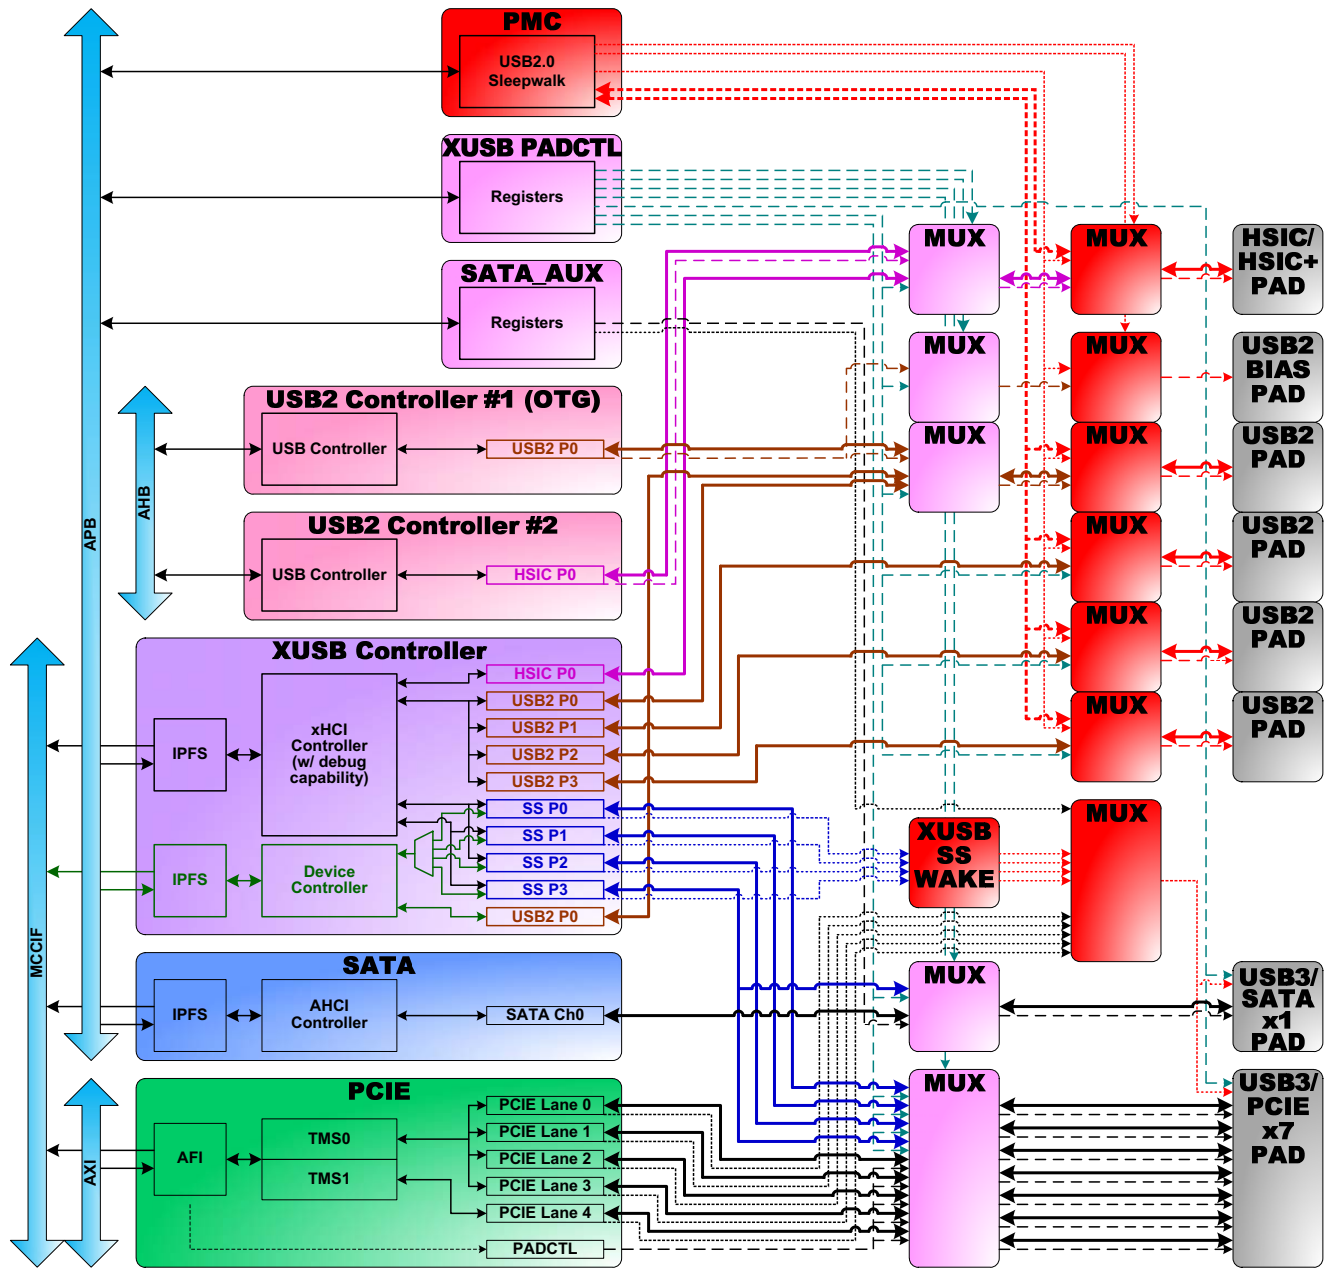 PMC
USB2.0
Sleepwalk
XUSB PADCTL
Registers
SATA_AUX
Registers
USB2 Controller #1 (OTG)
USB Controller
USB2 P0
USB2 Controller #2
USB Controller
HSIC P0
XUSB Controller
HSIC P0
USB2 P0
USB2 P1
USB2 P2
USB2 P3
SS P0
SS P1
SS P2
SS P3
USB2 P0
xHCI
Controller
(w/ debug
capability)
IPFS
Device
Controller
IPFS
SATA
IPFS
AHCI
Controller
SATA Ch0
PCIE
AFI
TMS0
TMS1
PCIE Lane 0
PCIE Lane 1
PCIE Lane 2
PCIE Lane 3
PCIE Lane 4
PADCTL
APB
AHB
MCCIF
AXI
MUX
MUX
MUX
XUSB
SS
WAKE
MUX
MUX
MUX
MUX
MUX
MUX
MUX
MUX
MUX
HSIC/
HSIC+
PAD
USB2
BIAS
PAD
USB2
PAD
USB2
PAD
USB2
PAD
USB2
PAD
USB3/
SATA
x1
PAD
USB3/
PCIE
x7
PAD